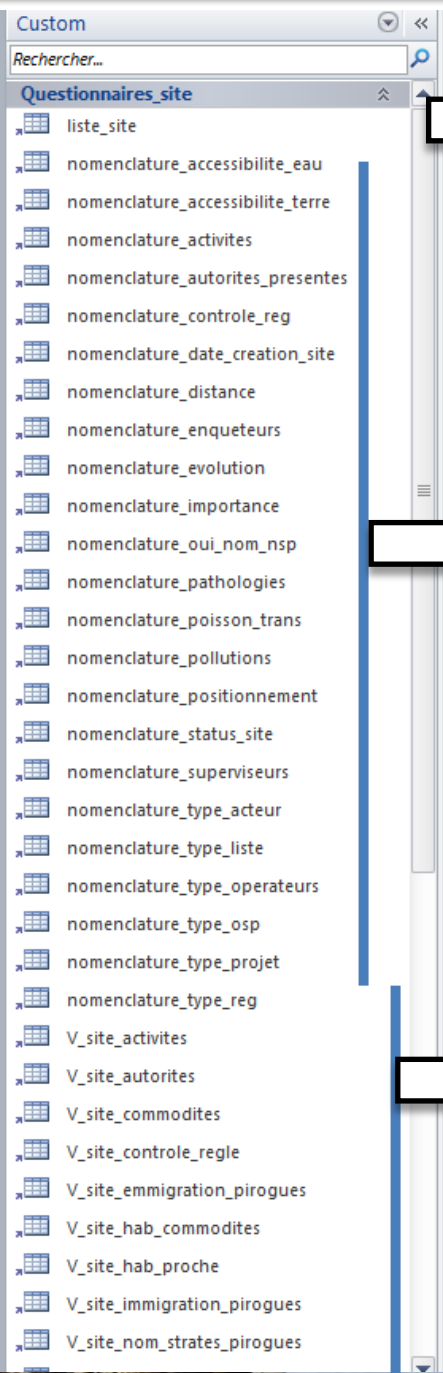 Custom
Rechercher...
Questionnaires_site
liste_site
nomenclature_accessibilite_eau
nomenclature_accessibilite_terre
nomenclature_activites
nomenclature_autorites_presentes
nomenclature_controle_reg
nomenclature_date_creation_site
nomenclature_distance
nomenclature_enqueteurs
nomenclature_evolution
nomenclature_importance
nomenclature_oui_nom_nsp
nomenclature_pathologies
nomenclature_poisson_trans
nomenclature_pollutions
nomenclature_positionnement
nomenclature_status_site
nomenclature_superviseurs
nomenclature_type_acteur
nomenclature_type_liste
nomenclature_type_operateurs
nomenclature_type_osp
nomenclature_type_projet
nomenclature_type_reg
V_site_activites
V_site_autorites
V_site_commodites
V_site_controle_regle
V_site_emmigration_pirogues
V_site_hab_commodites
V_site_hab_proche
V_site_immigration_pirogues
V_site_nom_strates_pirogues